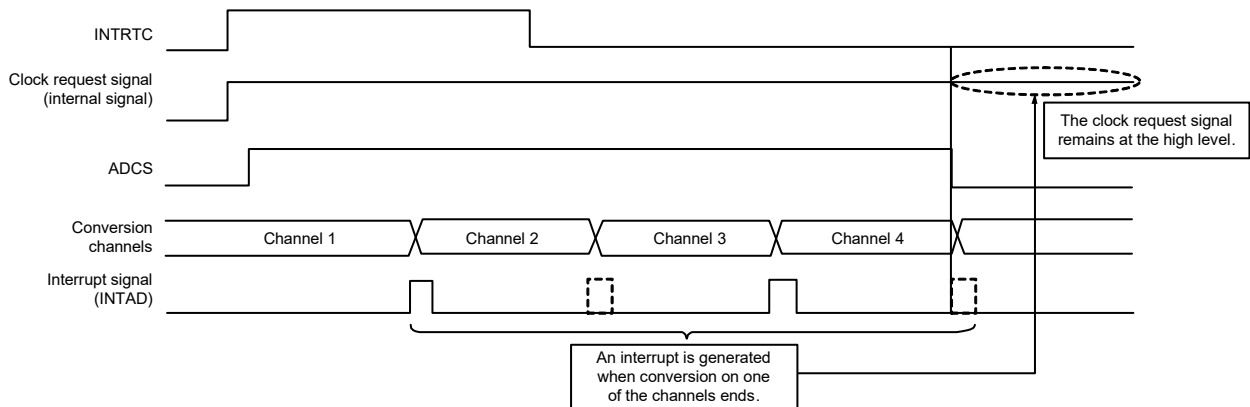 INTRTC
Clock request signal
(internal signal)
The clock request signal
remains at the high level.
ADCS
Conversion
channels
Channel 1
Channel 2
Channel 3
Channel 4
Interrupt signal
(INTAD)
An interrupt is generated
when conversion on one
of the channels ends.